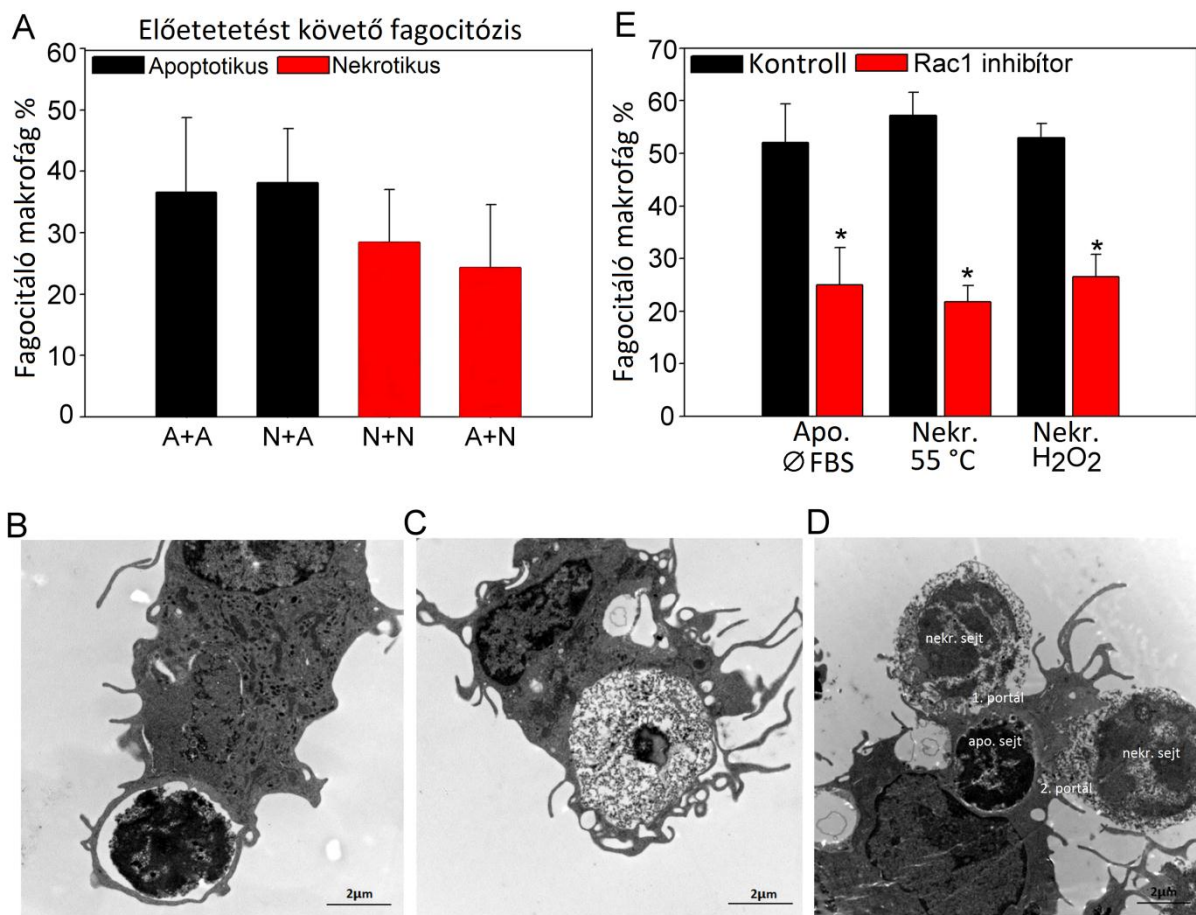 A
Előetetetést követő fagocitózis
Apoptotikus Nekrotikus
Fagocitáló makrofág %
60
50
40
30
20
10
0
A+A N+A N+N A+N
E
Kontroll Rac1 inhibítor
Fagocitáló makrofág %
70
60
50
40
30
20
10
0
* * *
Apo. Nekr. Nekr.
∅ FBS 55 °C H₂O₂
B
2µm
C
2µm
D
nekr. sejt
1. portál
apo. sejt
nekr. sejt
2. portál
2µm